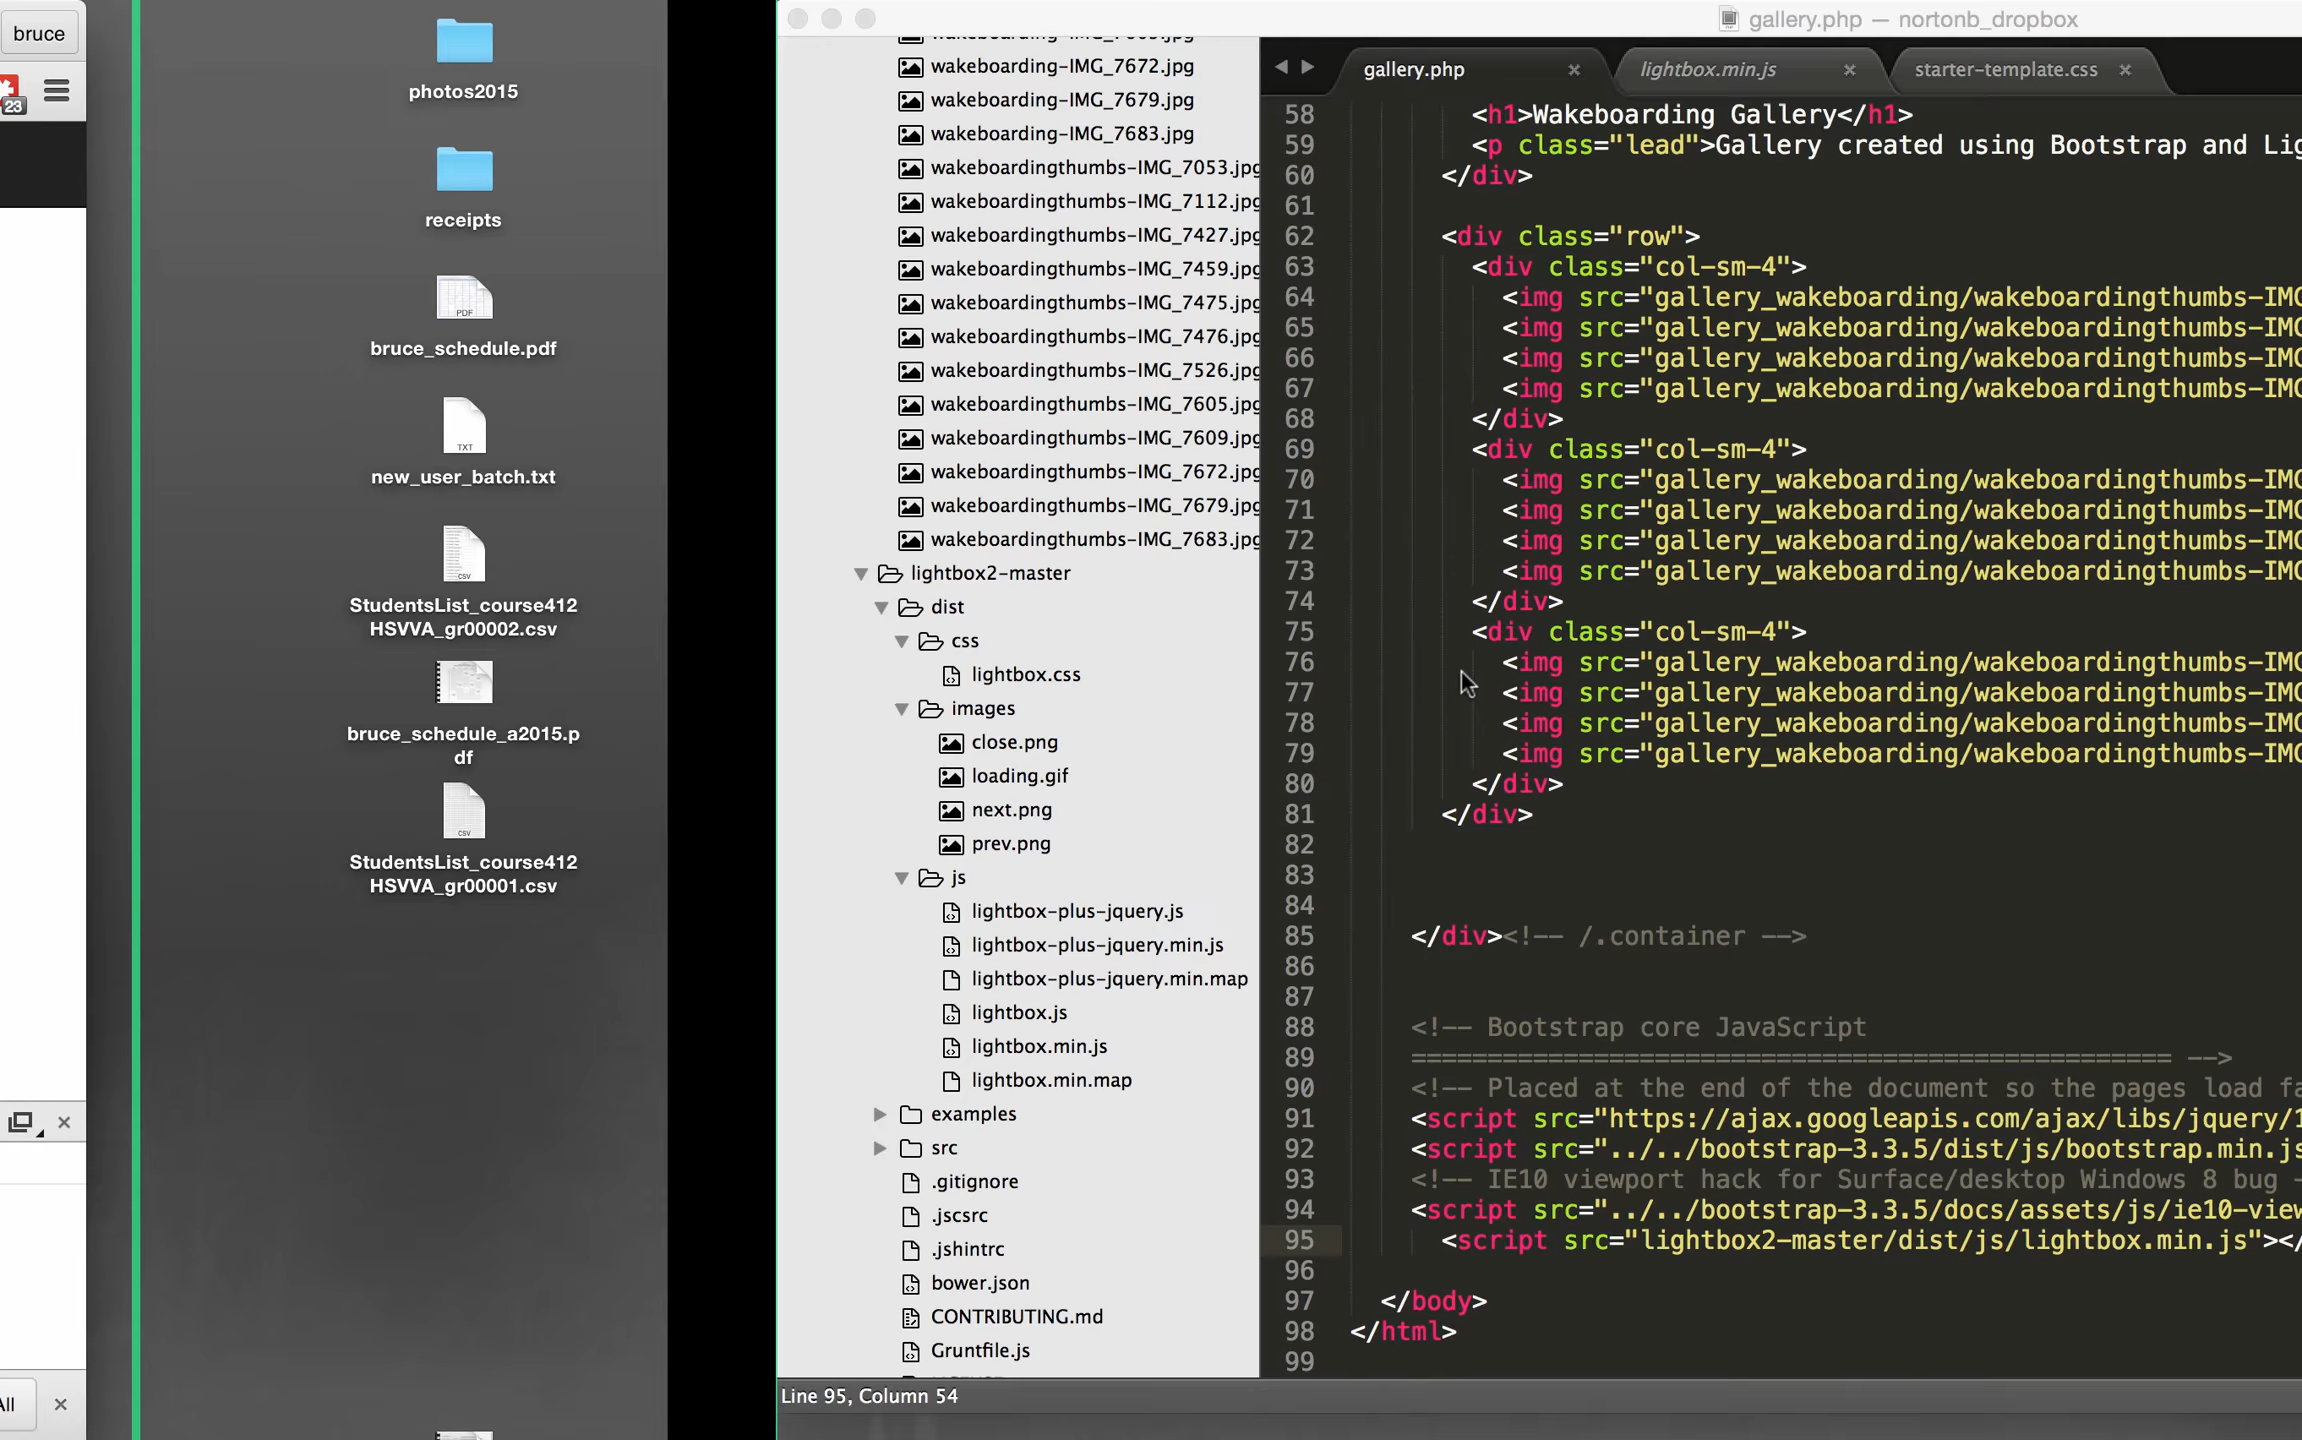 bruce
23
All
photos2015
receipts
PDF
bruce_schedule.pdf
TXT
new_user_batch.txt
CSV
StudentsList_course412
HSVVA_gr00002.csv
bruce_schedule_a2015.p
df
CSV
StudentsList_course412
HSVVA_gr00001.csv
gallery.php — nortonb_dropbox
wakeboarding-IMG_7672.jpg
wakeboarding-IMG_7679.jpg
wakeboarding-IMG_7683.jpg
wakeboardingthumbs-IMG_7053.jpg
wakeboardingthumbs-IMG_7112.jpg
wakeboardingthumbs-IMG_7427.jpg
wakeboardingthumbs-IMG_7459.jpg
wakeboardingthumbs-IMG_7475.jpg
wakeboardingthumbs-IMG_7476.jpg
wakeboardingthumbs-IMG_7526.jpg
wakeboardingthumbs-IMG_7605.jpg
wakeboardingthumbs-IMG_7609.jpg
wakeboardingthumbs-IMG_7672.jpg
wakeboardingthumbs-IMG_7679.jpg
wakeboardingthumbs-IMG_7683.jpg
lightbox2-master
dist
css
lightbox.css
images
close.png
loading.gif
next.png
prev.png
js
lightbox-plus-jquery.js
lightbox-plus-jquery.min.js
lightbox-plus-jquery.min.map
lightbox.js
lightbox.min.js
lightbox.min.map
examples
src
.gitignore
.jscsrc
.jshintrc
bower.json
CONTRIBUTING.md
Gruntfile.js
gallery.php
lightbox.min.js
starter-template.css
58 <h1>Wakeboarding Gallery</h1>
59 <p class="lead">Gallery created using Bootstrap and Lig
60 </div>
61
62 <div class="row">
63 <div class="col-sm-4">
64 <img src="gallery_wakeboarding/wakeboardingthumbs-IMG
65 <img src="gallery_wakeboarding/wakeboardingthumbs-IMG
66 <img src="gallery_wakeboarding/wakeboardingthumbs-IMG
67 <img src="gallery_wakeboarding/wakeboardingthumbs-IMG
68 </div>
69 <div class="col-sm-4">
70 <img src="gallery_wakeboarding/wakeboardingthumbs-IMG
71 <img src="gallery_wakeboarding/wakeboardingthumbs-IMG
72 <img src="gallery_wakeboarding/wakeboardingthumbs-IMG
73 <img src="gallery_wakeboarding/wakeboardingthumbs-IMG
74 </div>
75 <div class="col-sm-4">
76 <img src="gallery_wakeboarding/wakeboardingthumbs-IMG
77 <img src="gallery_wakeboarding/wakeboardingthumbs-IMG
78 <img src="gallery_wakeboarding/wakeboardingthumbs-IMG
79 <img src="gallery_wakeboarding/wakeboardingthumbs-IMG
80 </div>
81 </div>
82
83
84
85 </div><!-- /.container -->
86
87
88 <!-- Bootstrap core JavaScript
89 ================================================== -->
90 <!-- Placed at the end of the document so the pages load fa
91 <script src="https://ajax.googleapis.com/ajax/libs/jquery/1
92 <script src="../../bootstrap-3.3.5/dist/js/bootstrap.min.js
93 <!-- IE10 viewport hack for Surface/desktop Windows 8 bug -
94 <script src="../../bootstrap-3.3.5/docs/assets/js/ie10-view
95 <script src="lightbox2-master/dist/js/lightbox.min.js"></
96
97 </body>
98 </html>
99
Line 95, Column 54